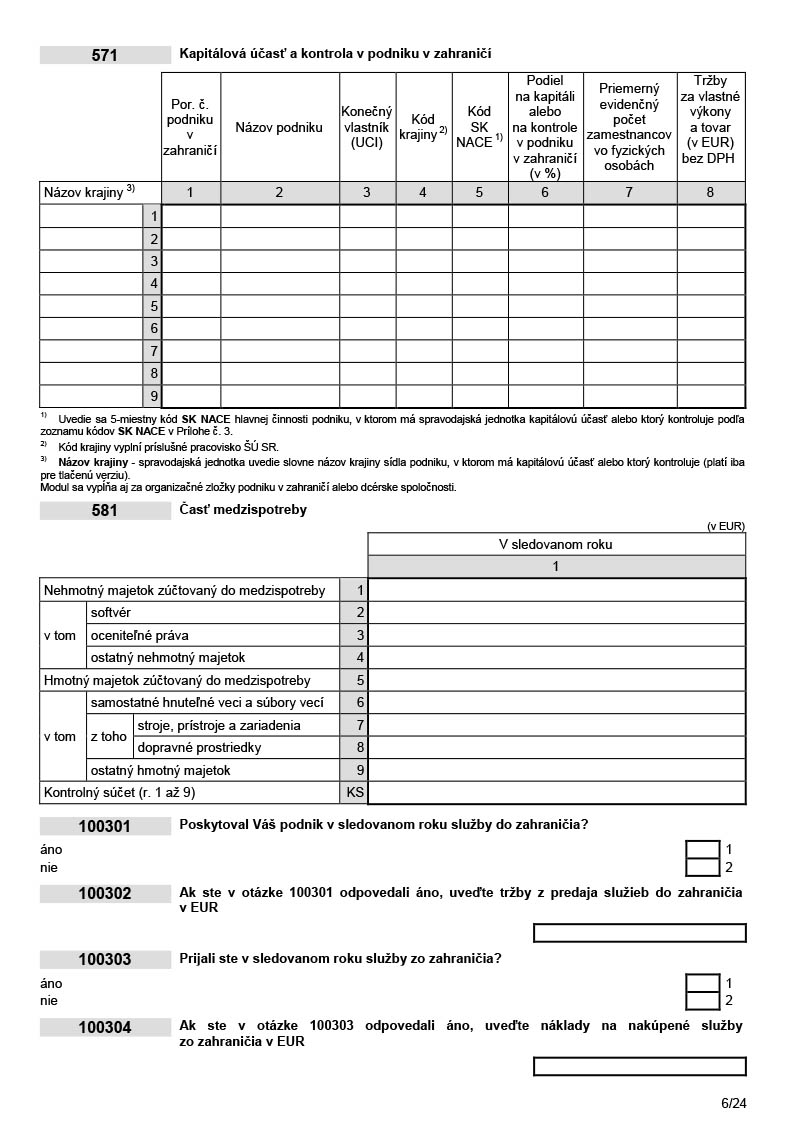 571 Kapitálová účasť a kontrola v podniku v zahraničí
Por. č. podniku v zahraničí
Názov podniku
Konečný vlastník (UCI)
Kód krajiny 2)
Kód SK NACE 1)
Podiel na kapitáli alebo na kontrole v podniku v zahraničí (v %)
Priemerný evidenčný počet zamestnancov vo fyzických osobách
Tržby za vlastné výkony a tovar (v EUR) bez DPH
Názov krajiny 3) 1 2 3 4 5 6 7 8
1
2
3
4
5
6
7
8
9
1) Uvedie sa 5-miestny kód SK NACE hlavnej činnosti podniku, v ktorom má spravodajská jednotka kapitálovú účasť alebo ktorý kontroluje podľa
zoznamu kódov SK NACE v Prílohe č. 3.
2) Kód krajiny vyplní príslušné pracovisko ŠÚ SR.
3) Názov krajiny - spravodajská jednotka uvedie slovne názov krajiny sídla podniku, v ktorom má kapitálovú účasť alebo ktorý kontroluje (platí iba
pre tlačenú verziu).
Modul sa vypĺňa aj za organizačné zložky podniku v zahraničí alebo dcérske spoločnosti.
581 Časť medzispotreby
(v EUR)
V sledovanom roku
1
Nehmotný majetok zúčtovaný do medzispotreby 1
v tom
softvér 2
oceniteľné práva 3
ostatný nehmotný majetok 4
Hmotný majetok zúčtovaný do medzispotreby 5
v tom
samostatné hnuteľné veci a súbory vecí 6
z toho
stroje, prístroje a zariadenia 7
dopravné prostriedky 8
ostatný hmotný majetok 9
Kontrolný súčet (r. 1 až 9) KS
100301 Poskytoval Váš podnik v sledovanom roku služby do zahraničia?
áno 1
nie 2
100302 Ak ste v otázke 100301 odpovedali áno, uveďte tržby z predaja služieb do zahraničia
v EUR
100303 Prijali ste v sledovanom roku služby zo zahraničia?
áno 1
nie 2
100304 Ak ste v otázke 100303 odpovedali áno, uveďte náklady na nakúpené služby
zo zahraničia v EUR
6/24